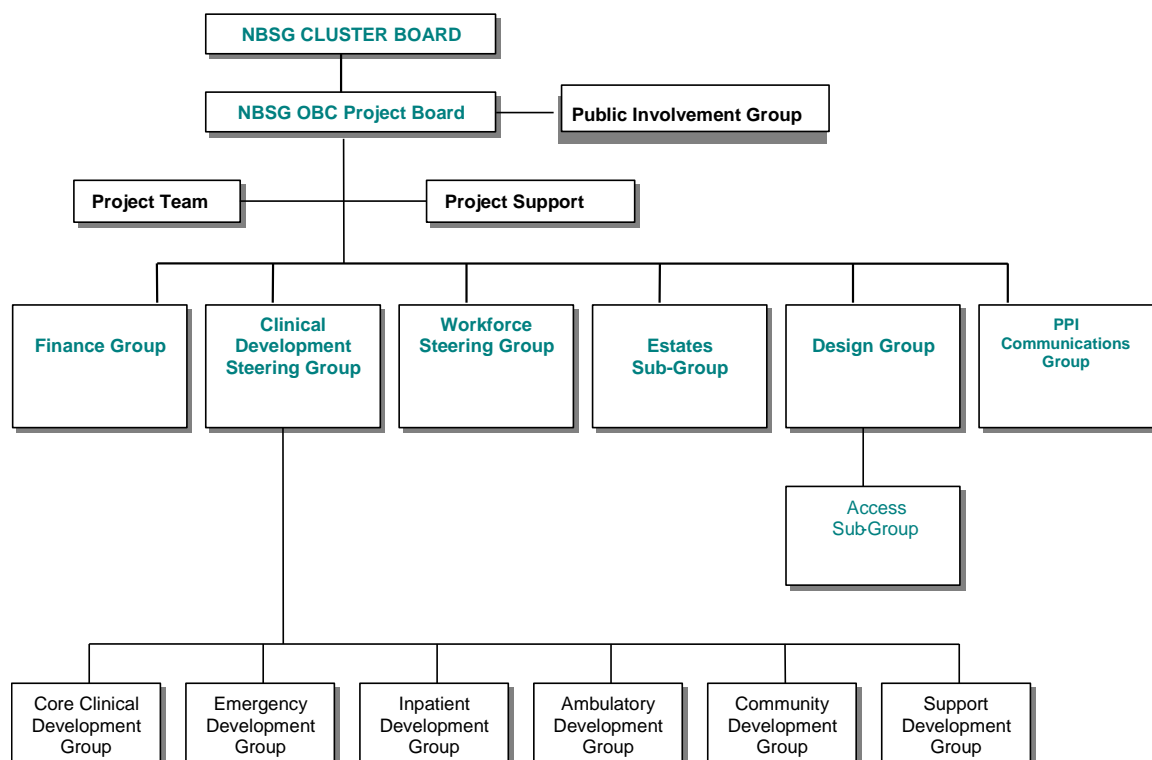 NBSG CLUSTER BOARD
NBSG OBC Project Board
Public Involvement Group
Project Team
Project Support
Finance Group
Clinical
Development
Steering Group
Workforce
Steering Group
Estates
Sub-Group
Design Group
PPI
Communications
Group
Access
Sub-Group
Core Clinical
Development
Group
Emergency
Development
Group
Inpatient
Development
Group
Ambulatory
Development
Group
Community
Development
Group
Support
Development
Group